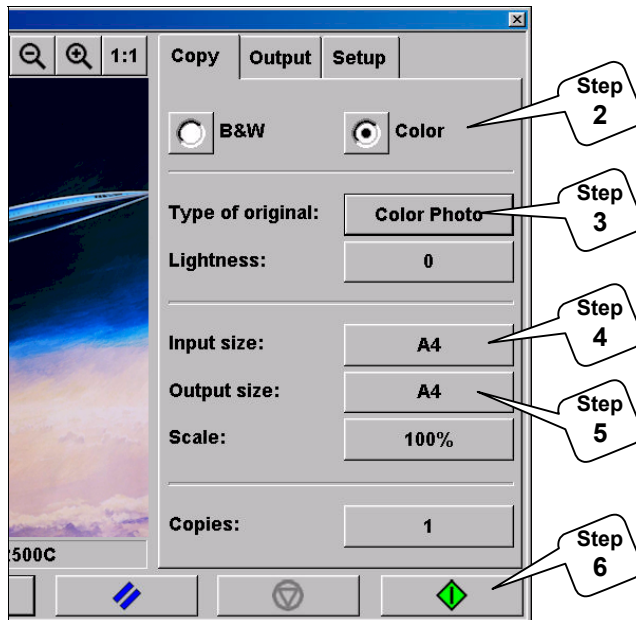 1:1 Copy Output Setup
B&W Color Step 2
Type of original: Color Photo Step 3
Lightness: 0
Input size: A4 Step 4
Output size: A4 Step 5
Scale: 100%
Copies: 1
:500C Step 6